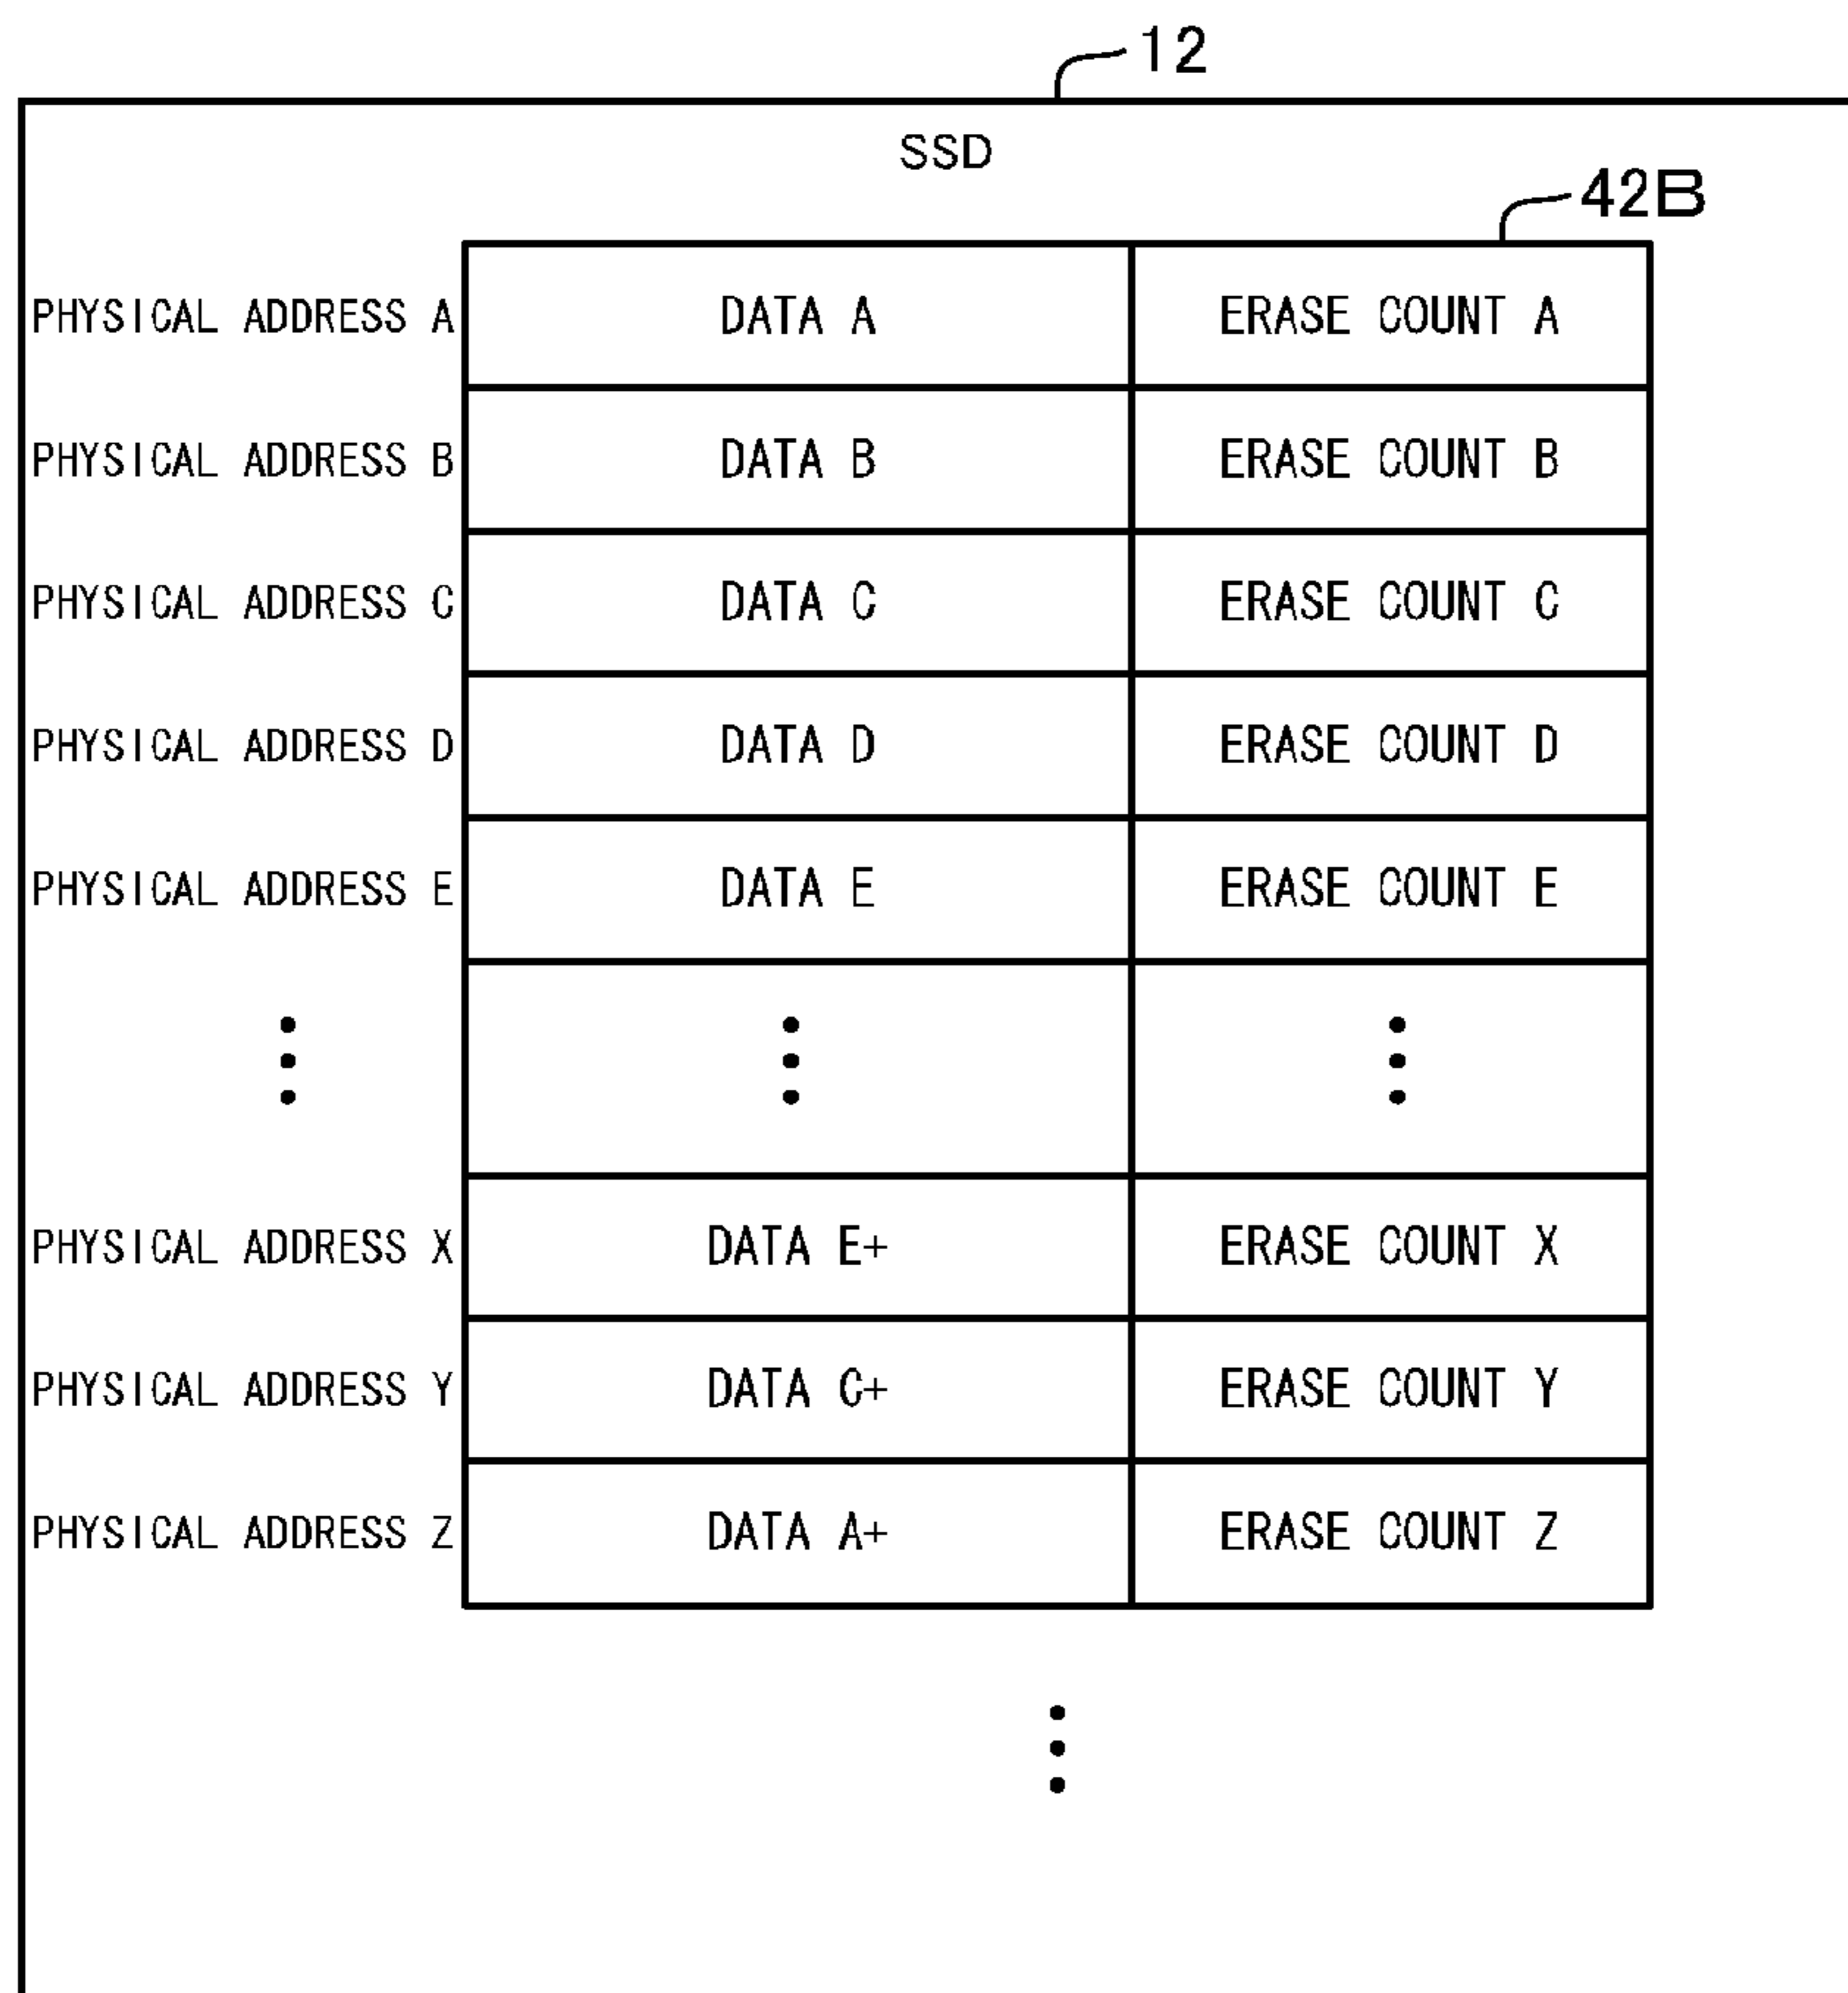 12
SSD
42B
PHYSICAL ADDRESS A DATA A ERASE COUNT A
PHYSICAL ADDRESS B DATA B ERASE COUNT B
PHYSICAL ADDRESS C DATA C ERASE COUNT C
PHYSICAL ADDRESS D DATA D ERASE COUNT D
PHYSICAL ADDRESS E DATA E ERASE COUNT E
PHYSICAL ADDRESS X DATA E+ ERASE COUNT X
PHYSICAL ADDRESS Y DATA C+ ERASE COUNT Y
PHYSICAL ADDRESS Z DATA A+ ERASE COUNT Z